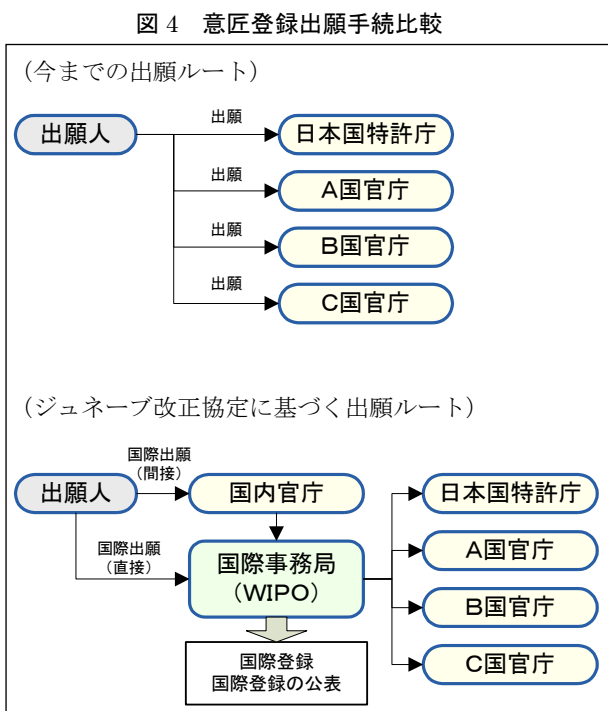 図 4　意匠登録出願手続比較
（今までの出願ルート）
出願人
出願
日本国特許庁
出願
A国官庁
出願
B国官庁
出願
C国官庁
（ジュネーブ改正協定に基づく出願ルート）
国際出願
（間接）
出願人
国内官庁
日本国特許庁
国際出願
（直接）
国際事務局
（WIPO）
A国官庁
B国官庁
C国官庁
国際登録
国際登録の公表